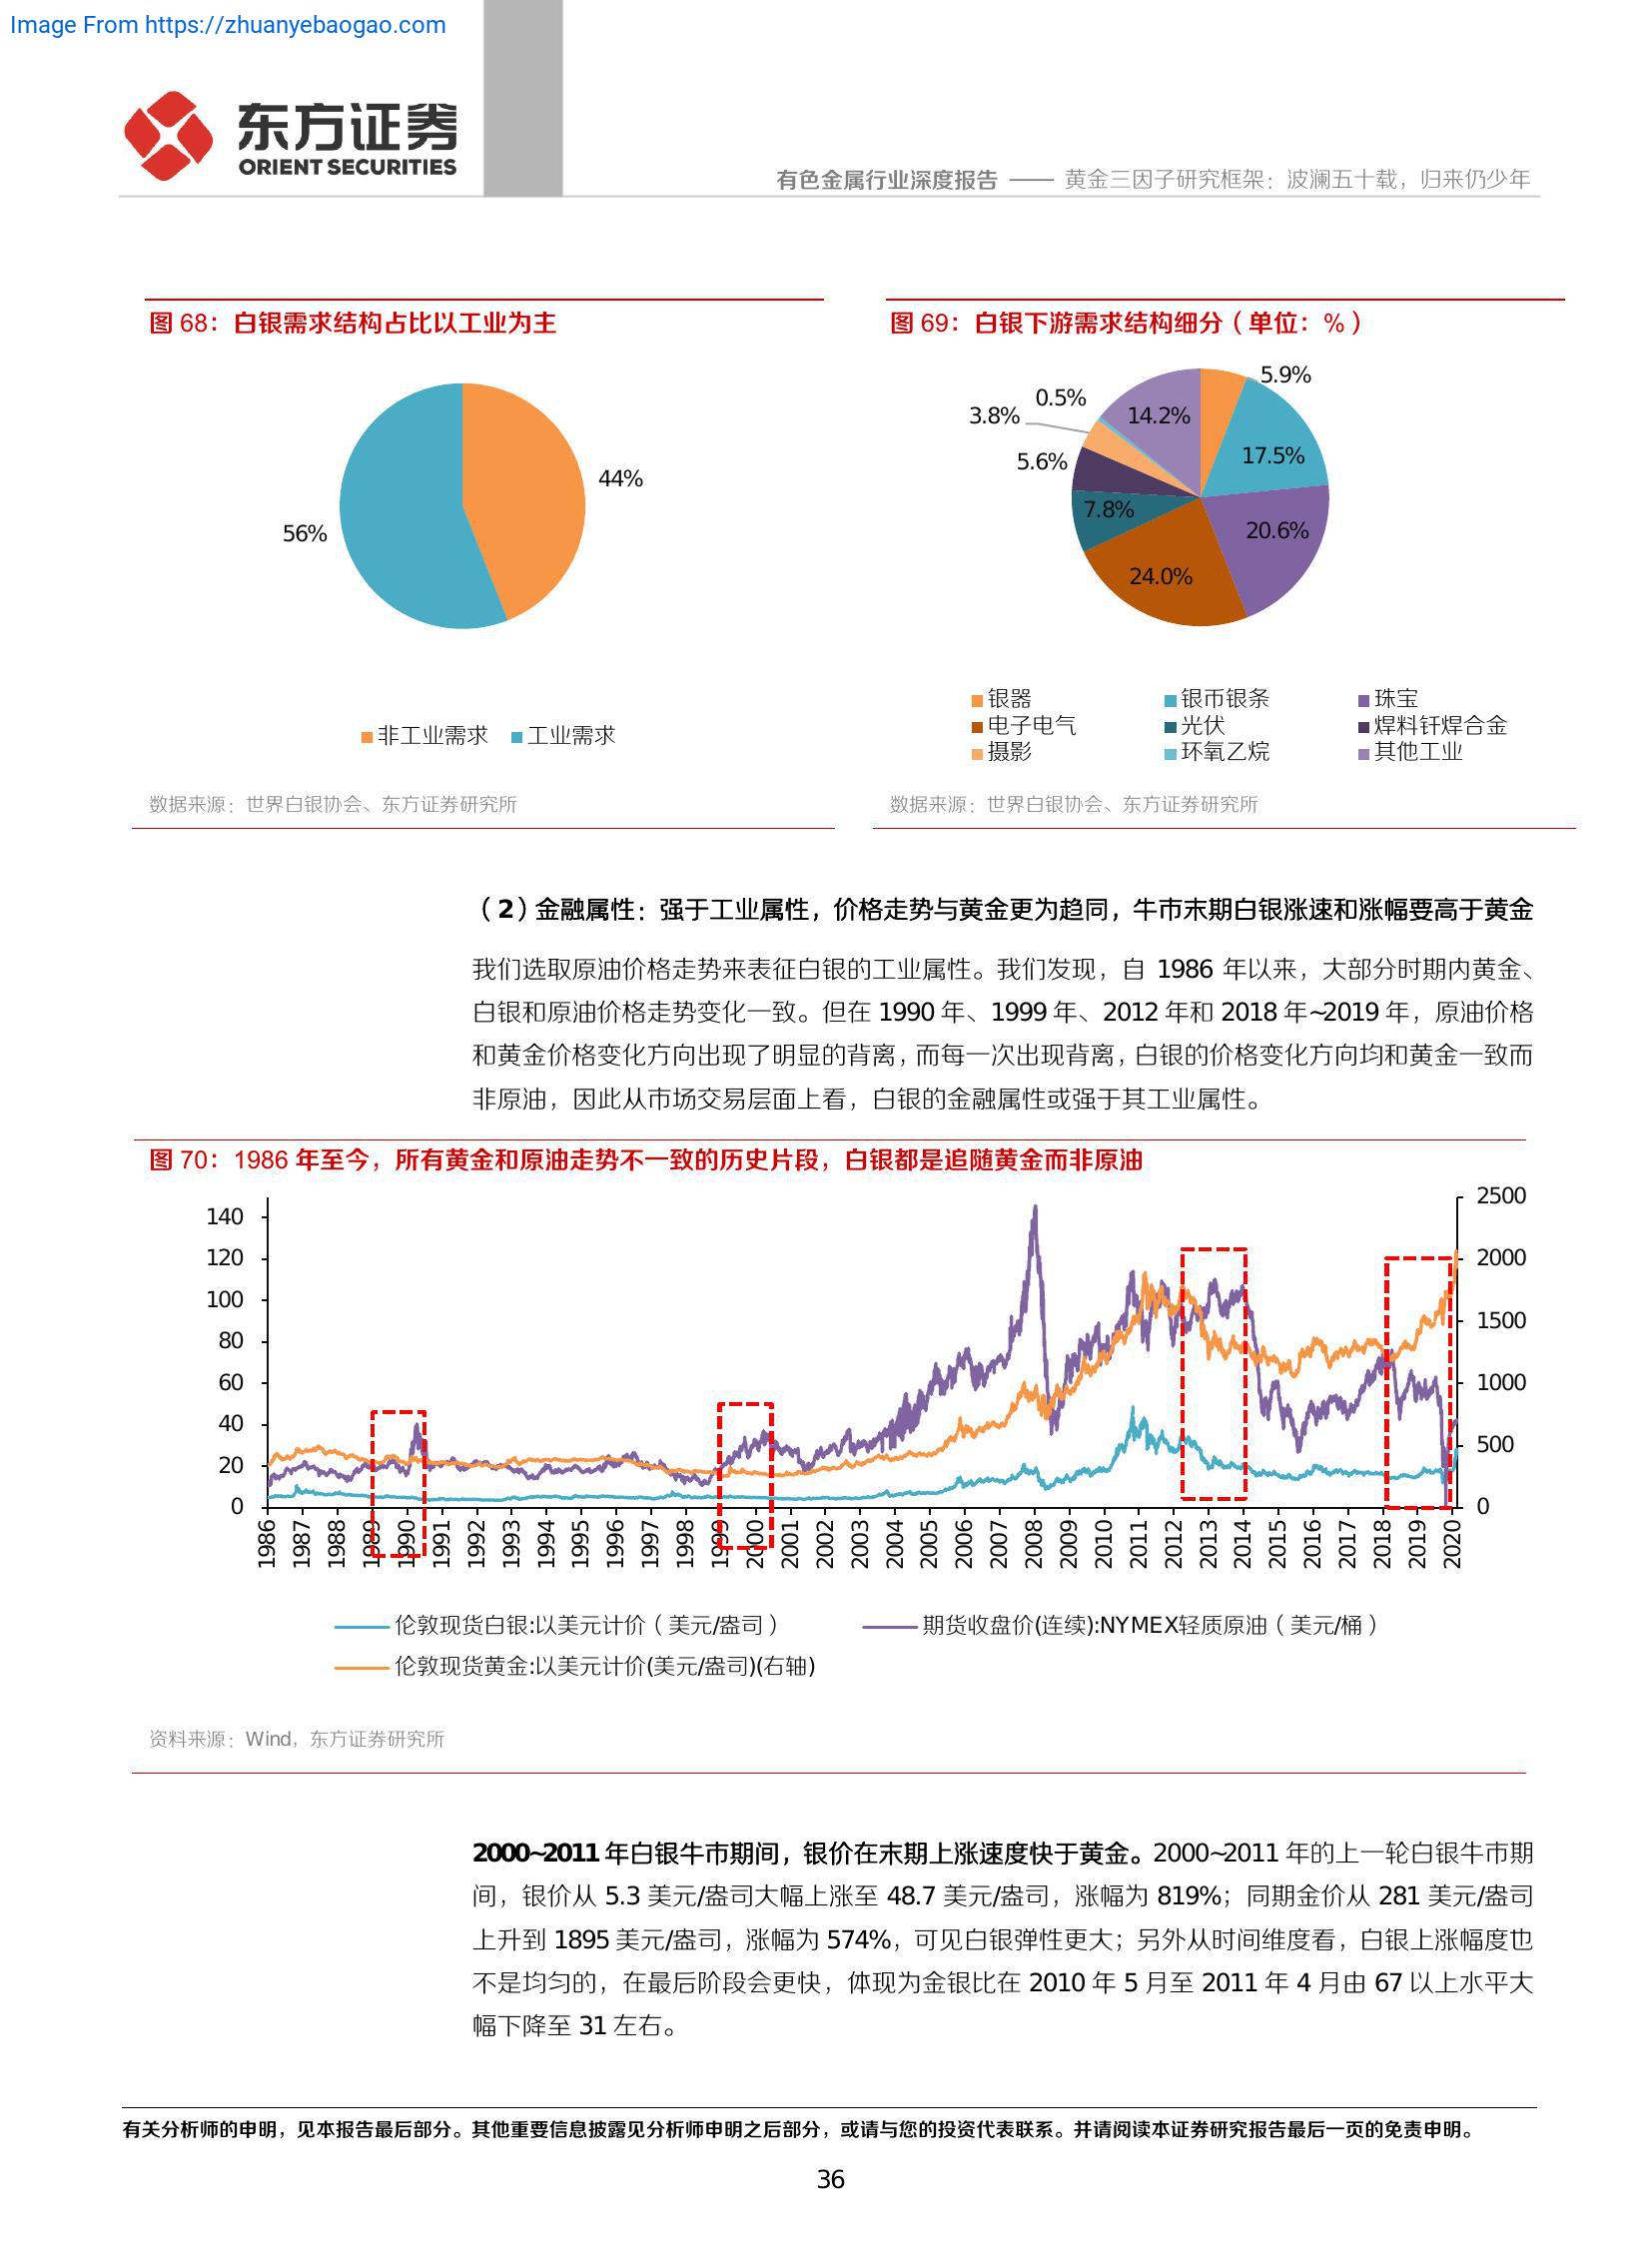 Image From https://zhuanyebaogao.com
东方证券
ORIENT SECURITIES
有色金属行业深度报告 —— 黄金三因子研究框架：波澜五十载，归来仍少年
图 68：白银需求结构占比以工业为主
44%
56%
非工业需求 工业需求
数据来源：世界白银协会、东方证券研究所
图 69：白银下游需求结构细分（单位：%）
5.9%
0.5%
3.8%
14.2%
17.5%
5.6%
7.8%
20.6%
24.0%
银器 银币银条 珠宝
电子电气 光伏 焊料钎焊合金
摄影 环氧乙烷 其他工业
数据来源：世界白银协会、东方证券研究所
（2）金融属性：强于工业属性，价格走势与黄金更为趋同，牛市末期白银涨速和涨幅要高于黄金
我们选取原油价格走势来表征白银的工业属性。我们发现，自 1986 年以来，大部分时期内黄金、
白银和原油价格走势变化一致。但在 1990 年、1999 年、2012 年和 2018 年~2019 年，原油价格
和黄金价格变化方向出现了明显的背离，而每一次出现背离，白银的价格变化方向均和黄金一致而
非原油，因此从市场交易层面上看，白银的金融属性或强于其工业属性。
图 70：1986 年至今，所有黄金和原油走势不一致的历史片段，白银都是追随黄金而非原油
140
120
100
80
60
40
20
0
2500
2000
1500
1000
500
0
1986 1987 1988 1989 1990 1991 1992 1993 1994 1995 1996 1997 1998 1999 2000 2001 2002 2003 2004 2005 2006 2007 2008 2009 2010 2011 2012 2013 2014 2015 2016 2017 2018 2019 2020
伦敦现货白银:以美元计价（美元/盎司） 期货收盘价(连续):NYMEX轻质原油（美元/桶）
伦敦现货黄金:以美元计价(美元/盎司)(右轴)
资料来源：Wind，东方证券研究所
2000~2011 年白银牛市期间，银价在末期上涨速度快于黄金。2000~2011 年的上一轮白银牛市期
间，银价从 5.3 美元/盎司大幅上涨至 48.7 美元/盎司，涨幅为 819%；同期金价从 281 美元/盎司
上升到 1895 美元/盎司，涨幅为 574%，可见白银弹性更大；另外从时间维度看，白银上涨幅度也
不是均匀的，在最后阶段会更快，体现为金银比在 2010 年 5 月至 2011 年 4 月由 67 以上水平大
幅下降至 31 左右。
有关分析师的申明，见本报告最后部分。其他重要信息披露见分析师申明之后部分，或请与您的投资代表联系。并请阅读本证券研究报告最后一页的免责申明。
36